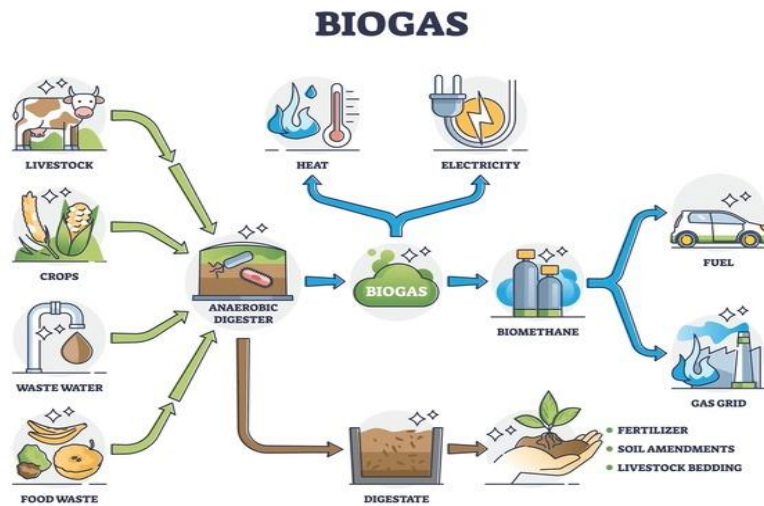 BIOGAS
LIVESTOCK
CROPS
WASTE WATER
FOOD WASTE
ANAEROBIC
DIGESTER
HEAT
ELECTRICITY
BIOGAS
BIOMETHANE
FUEL
GAS GRID
DIGESTATE
FERTILIZER
SOIL AMENDMENTS
LIVESTOCK BEDDING